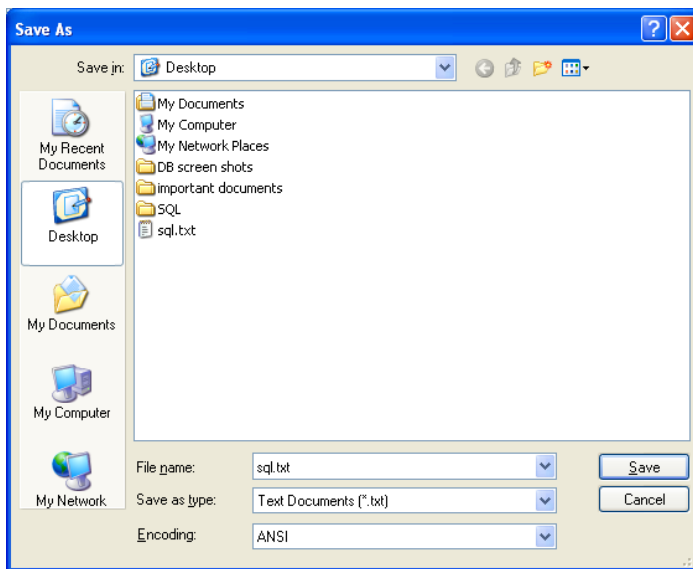 Save As
Save in: Desktop
My Documents
My Computer
My Network Places
DB screen shots
important documents
SQL
sql.txt
My Recent
Documents
Desktop
My Documents
My Computer
My Network
File name: sql.txt Save
Save as type: Text Documents (*.txt) Cancel
Encoding: ANSI